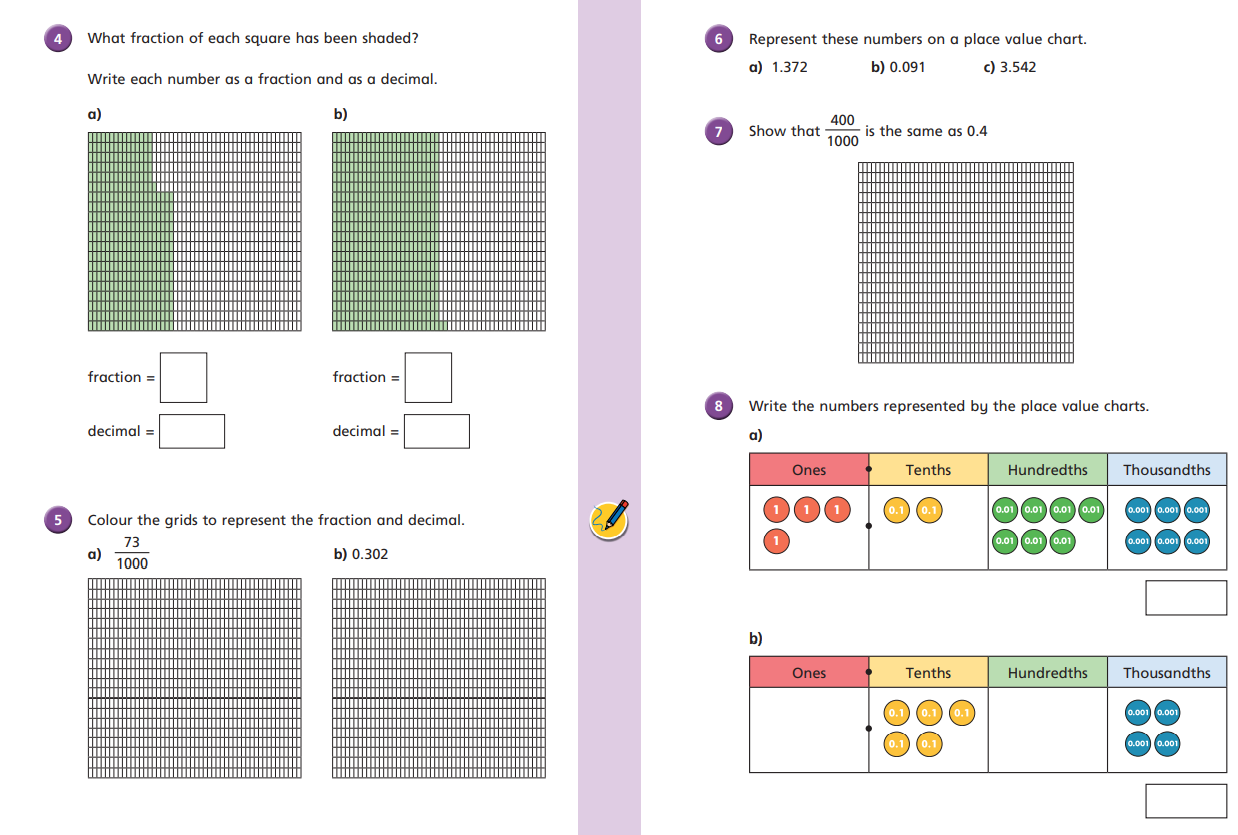 4 What fraction of each square has been shaded?
Write each number as a fraction and as a decimal.
a) b)
fraction = fraction =
decimal = decimal =
5 Colour the grids to represent the fraction and decimal.
a) 73/1000 b) 0.302
6 Represent these numbers on a place value chart.
a) 1.372 b) 0.091 c) 3.542
7 Show that 400/1000 is the same as 0.4
8 Write the numbers represented by the place value charts.
a)
Ones Tenths Hundredths Thousandths
1 1 1 0.1 0.1 0.01 0.01 0.01 0.01 0.001 0.001 0.001
1 0.01 0.01 0.01 0.001 0.001 0.001
b)
Ones Tenths Hundredths Thousandths
0.1 0.1 0.1 0.001 0.001
0.1 0.1 0.001 0.001